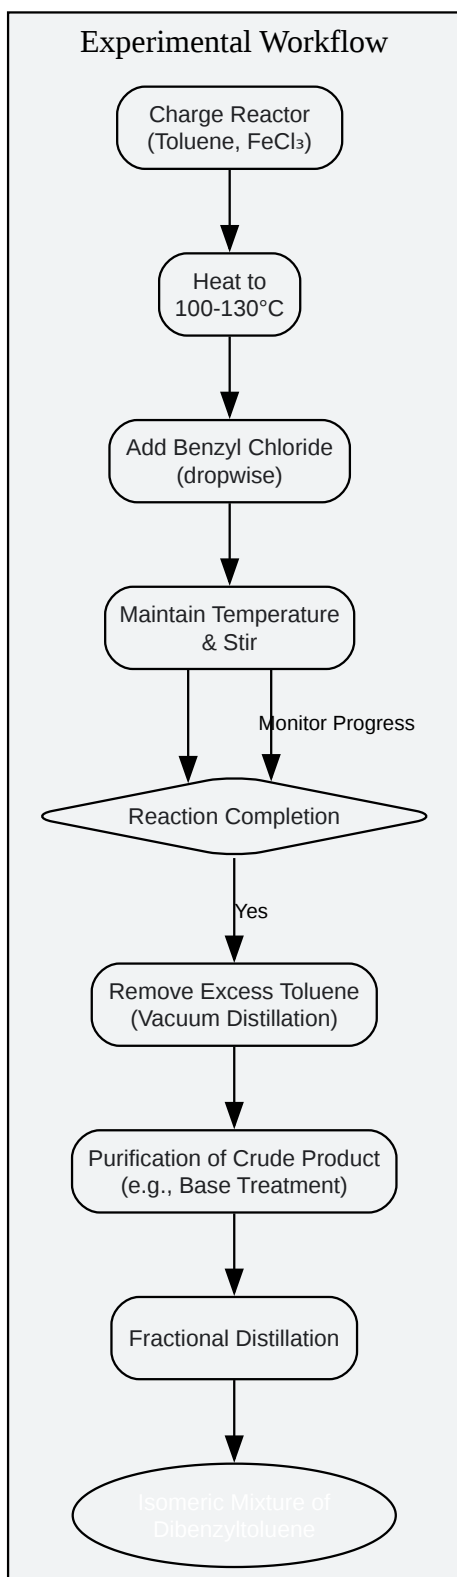 Experimental Workflow
Charge Reactor
(Toluene, FeCl₃)
Heat to
100-130°C
Add Benzyl Chloride
(dropwise)
Maintain Temperature
& Stir
Monitor Progress
Reaction Completion
Yes
Remove Excess Toluene
(Vacuum Distillation)
Purification of Crude Product
(e.g., Base Treatment)
Fractional Distillation
Isomeric Mixture of
Dibenzyltoluene